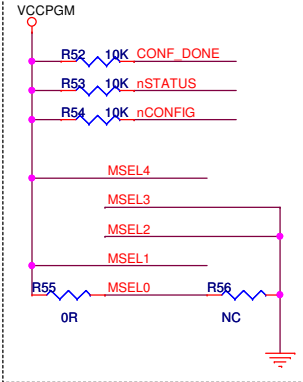 VCCPGM
R52 10K CONF_DONE
R53 10K nSTATUS
R54 10K nCONFIG
MSEL4
MSEL3
MSEL2
MSEL1
R55 MSEL0 R56
0R NC